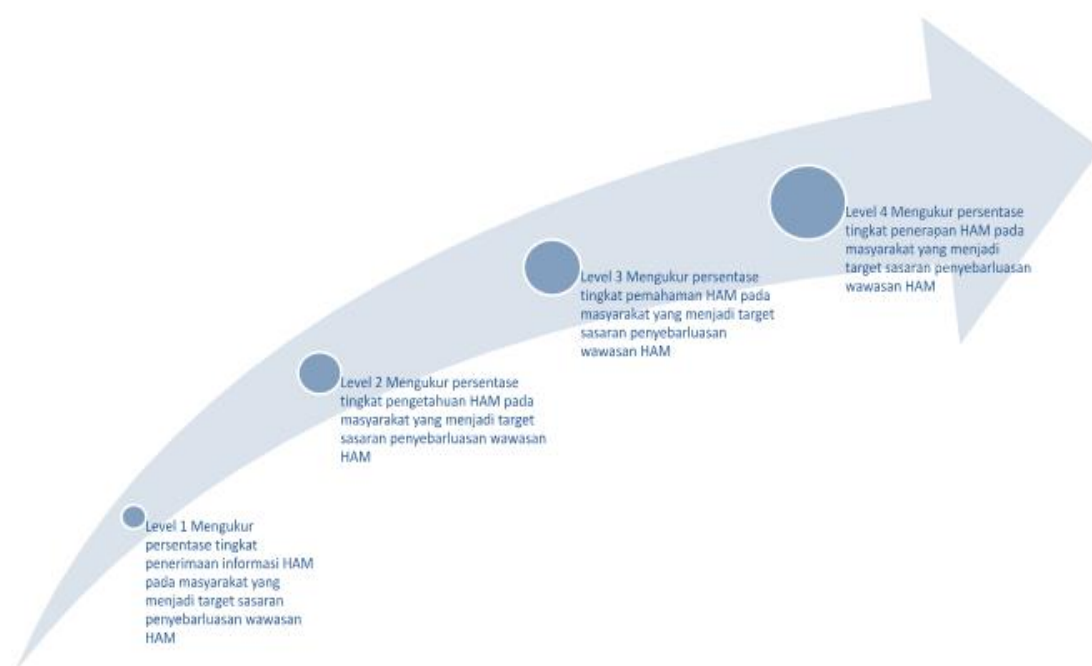 Level 4 Mengukur persentase
tingkat penerapan HAM pada
masyarakat yang menjadi
target sasaran penyebarluasan
wawasan HAM
Level 3 Mengukur persentase
tingkat pemahaman HAM pada
masyarakat yang menjadi target
sasaran penyebarluasan
wawasan HAM
Level 2 Mengukur persentase
tingkat pengetahuan HAM pada
masyarakat yang menjadi target
sasaran penyebarluasan wawasan
HAM
Level 1 Mengukur
persentase tingkat
penerimaan informasi HAM
pada masyarakat yang
menjadi target sasaran
penyebarluasan wawasan
HAM